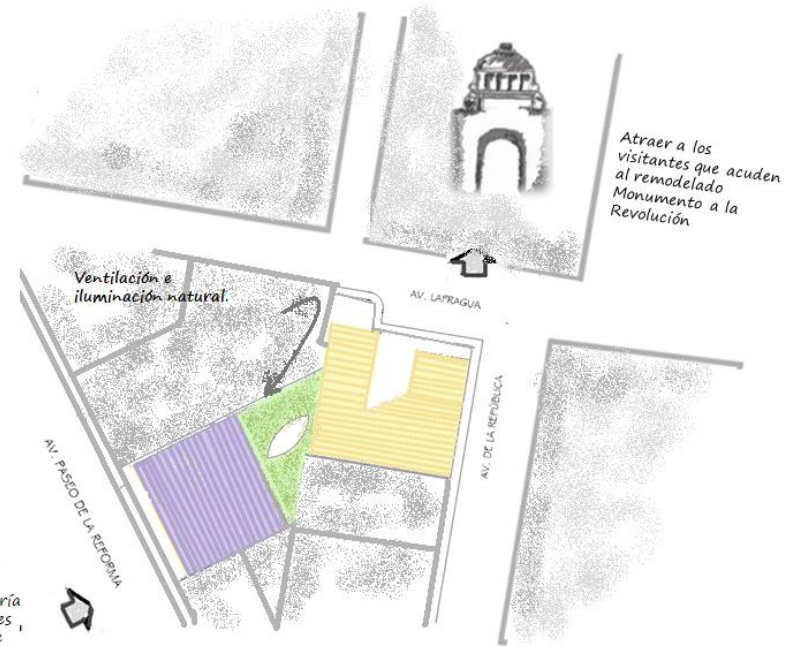 Atraer a los
visitantes que acuden
al remodelado
Monumento a la
Revolución
Ventilación e
iluminación natural.
AV. LAFRAGUA
AV. DE LA REPÚBLICA
AV. PASEO DE LA REFORMA